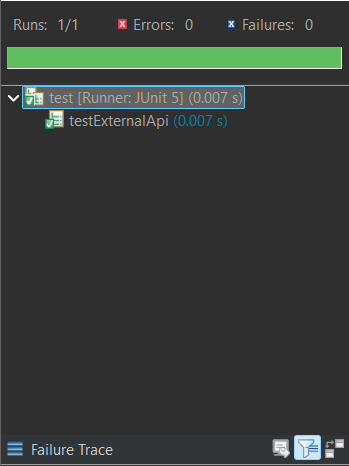 Runs: 1/1 Errors: 0 Failures: 0
test [Runner: JUnit 5] (0.007 s)
testExternalApi (0.007 s)
Failure Trace